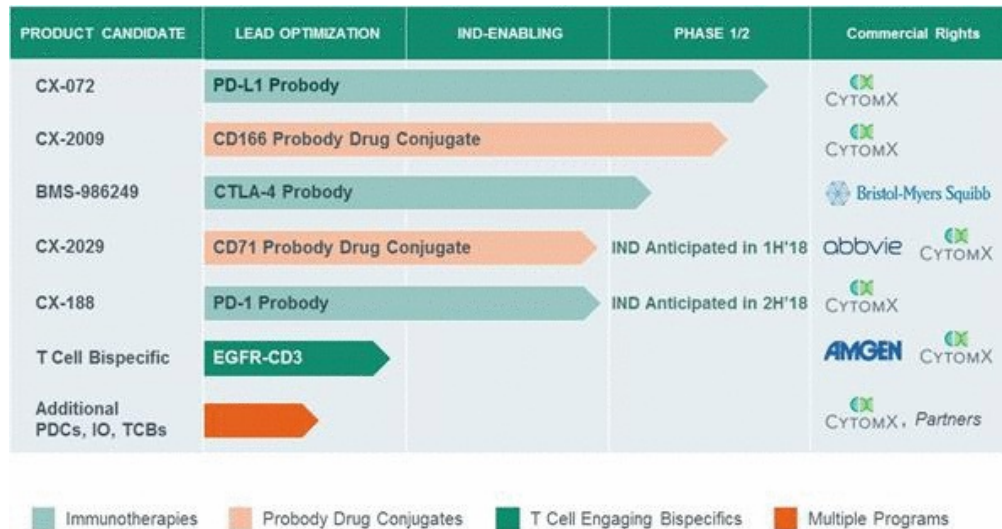 PRODUCT CANDIDATE LEAD OPTIMIZATION IND-ENABLING PHASE 1/2 Commercial Rights
CX-072 PD-L1 Probody CYTOMX
CX-2009 CD166 Probody Drug Conjugate CYTOMX
BMS-986249 CTLA-4 Probody Bristol-Myers Squibb
CX-2029 CD71 Probody Drug Conjugate IND Anticipated in 1H'18 abbvie CYTOMX
CX-188 PD-1 Probody IND Anticipated in 2H'18 CYTOMX
T Cell Bispecific EGFR-CD3 AMGEN CYTOMX
Additional
PDCs, IO, TCBs CYTOMX, Partners
Immunotherapies Probody Drug Conjugates T Cell Engaging Bispecifics Multiple Programs